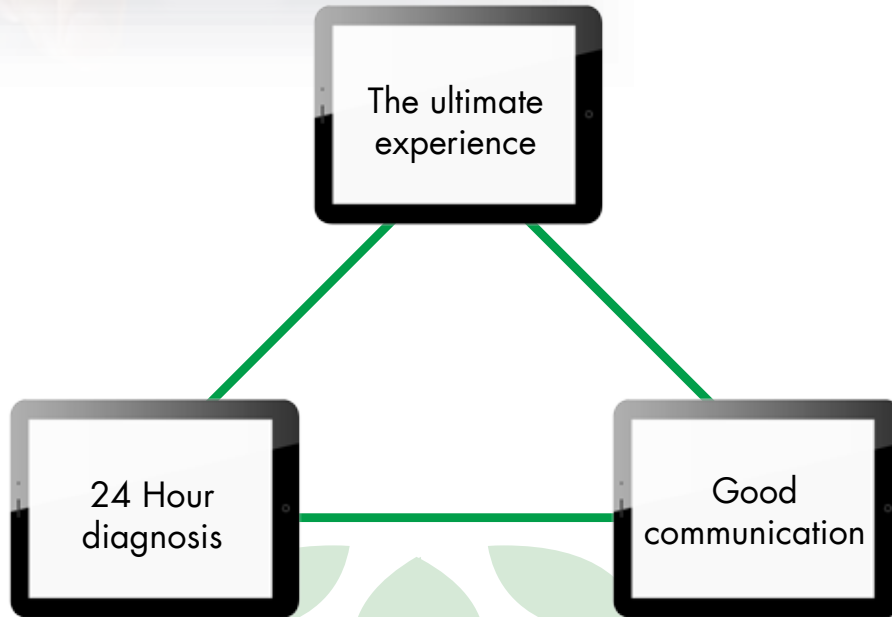 The ultimate
experience
24 Hour
diagnosis
Good
communication